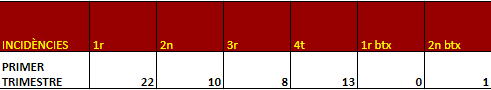 INCIDÈNCIES 1r 2n 3r 4t 1r btx 2n btx
PRIMER
TRIMESTRE 22 10 8 13 0 1